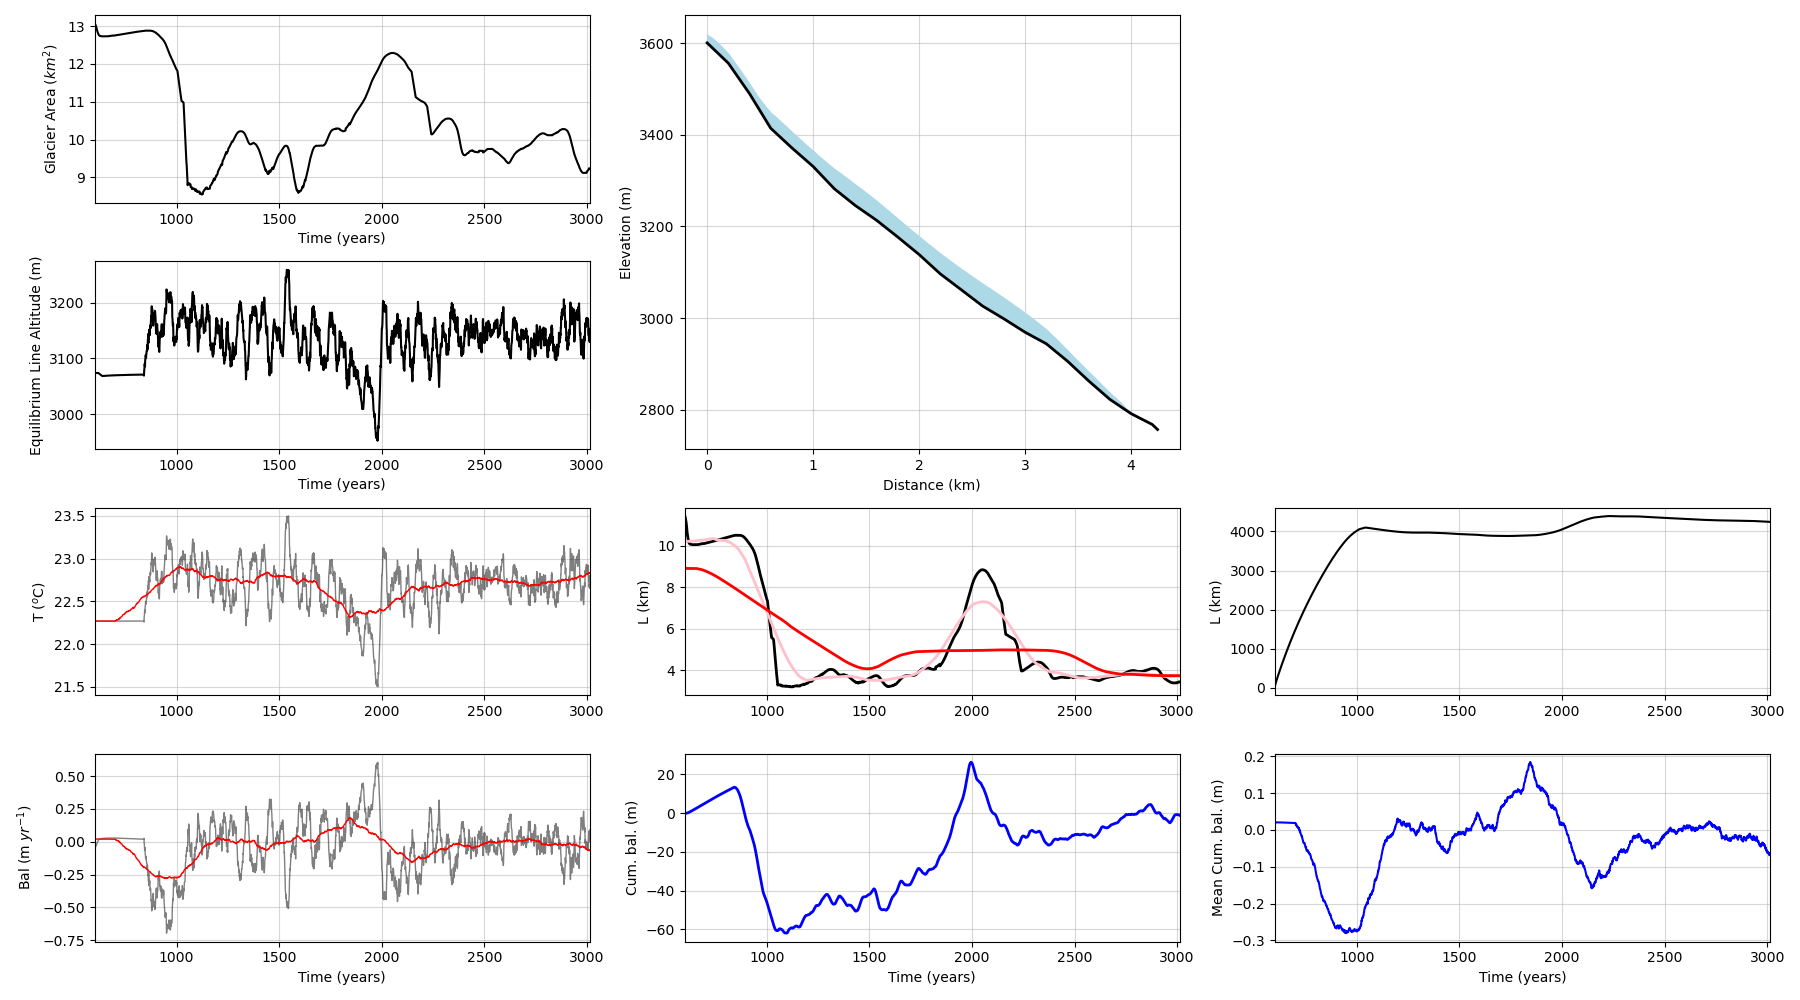 Glacier Area (km²)
13
12
11
10
9
1000 1500 2000 2500 3000
Time (years)
Elevation (m)
3600
3400
3200
3000
2800
0 1 2 3 4
Distance (km)
Equilibrium Line Altitude (m)
3200
3100
3000
1000 1500 2000 2500 3000
Time (years)
T (°C)
23.5
23.0
22.5
22.0
21.5
1000 1500 2000 2500 3000
L (km)
10
8
6
4
1000 1500 2000 2500 3000
L (km)
4000
3000
2000
1000
0
1000 1500 2000 2500 3000
Bal (m yr⁻¹)
0.50
0.25
0.00
−0.25
−0.50
−0.75
1000 1500 2000 2500 3000
Time (years)
Cum. bal. (m)
20
0
−20
−40
−60
1000 1500 2000 2500 3000
Time (years)
Mean Cum. bal. (m)
0.2
0.1
0.0
−0.1
−0.2
−0.3
1000 1500 2000 2500 3000
Time (years)